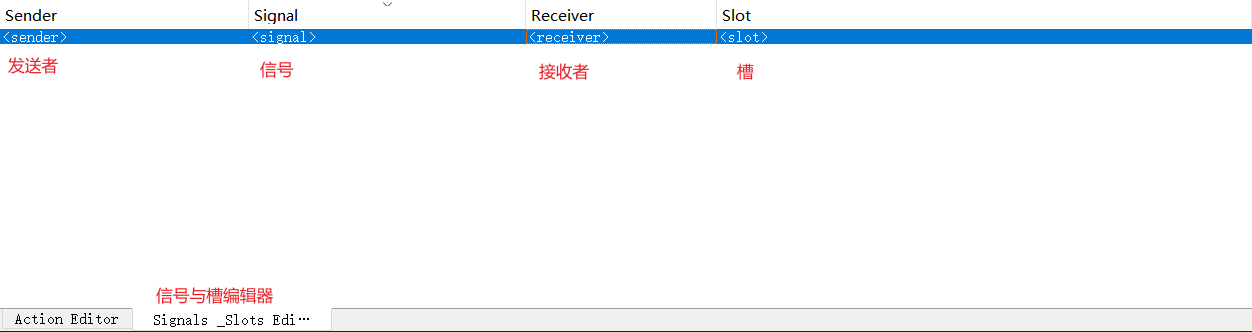 Sender Signal Receiver Slot
<sender> <signal> <receiver> <slot>
发送者 信号 接收者 槽
信号与槽编辑器
Action Editor Signals _Slots Edi…